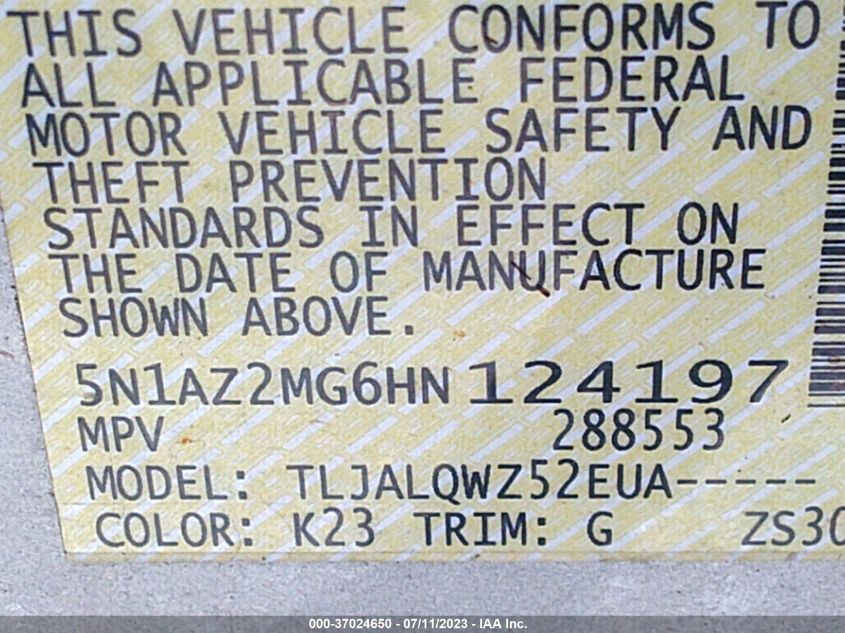 THIS VEHICLE CONFORMS TO
ALL APPLICABLE FEDERAL
MOTOR VEHICLE SAFETY AND
THEFT PREVENTION
STANDARDS IN EFFECT ON
THE DATE OF MANUFACTURE
SHOWN ABOVE.
5N1AZ2MG6HN124197
MPV 288553
MODEL: TLJALQWZ52EUA-----
COLOR: K23 TRIM: G ZS30
000-37024650 - 07/11/2023 - IAA Inc.